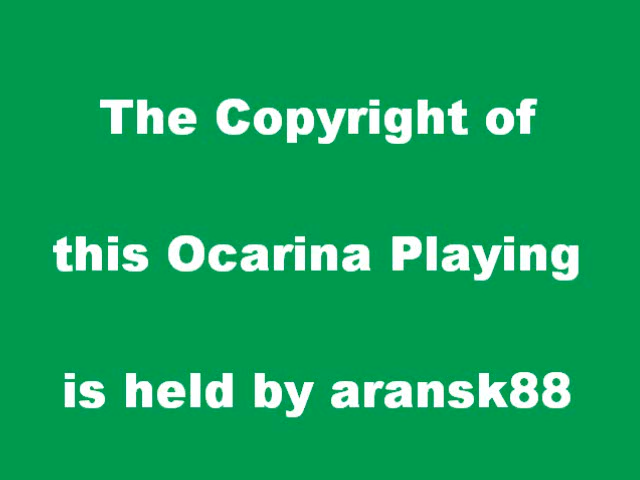 The Copyright of
this Ocarina Playing
is held by aransk88